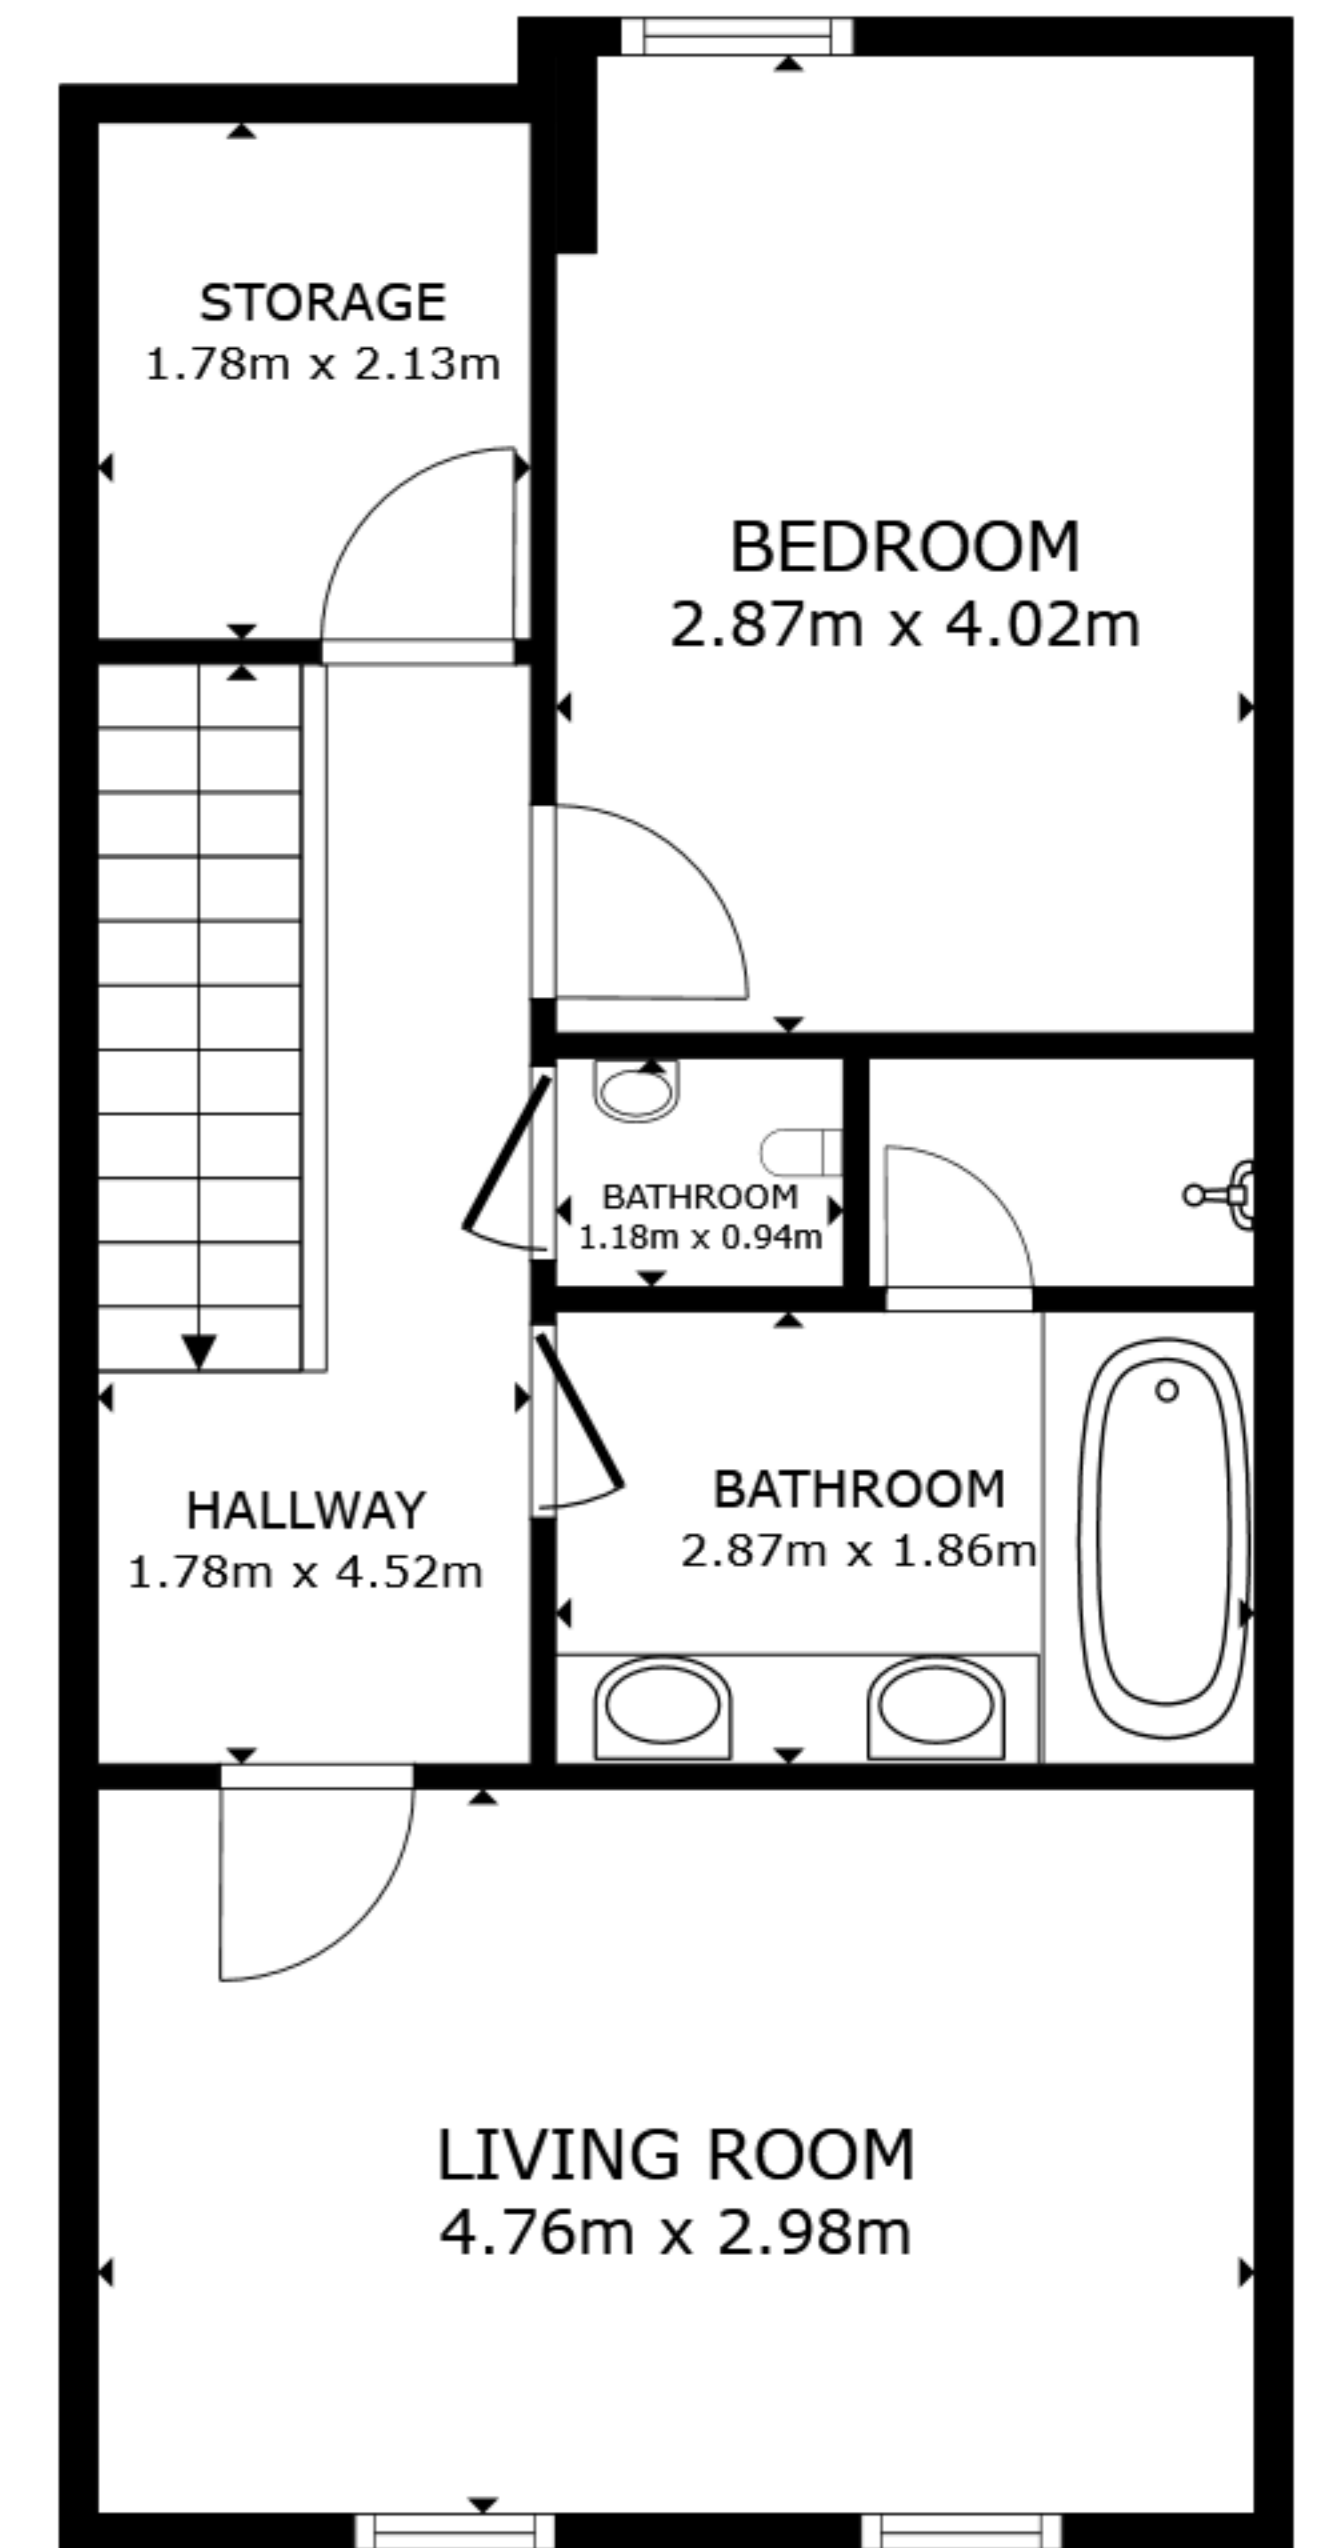 STORAGE
1.78m x 2.13m
BEDROOM
2.87m x 4.02m
BATHROOM
1.18m x 0.94m
HALLWAY
1.78m x 4.52m
BATHROOM
2.87m x 1.86m
LIVING ROOM
4.76m x 2.98m